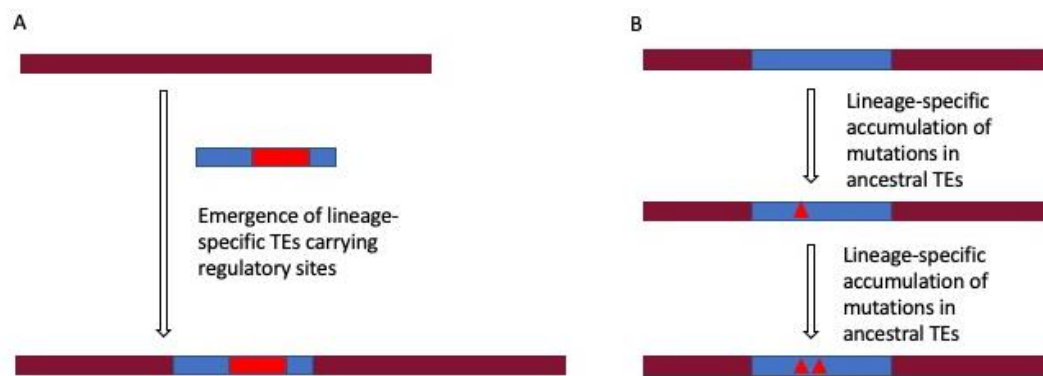 A
Emergence of lineage-
specific TEs carrying
regulatory sites
B
Lineage-specific
accumulation of
mutations in
ancestral TEs
Lineage-specific
accumulation of
mutations in
ancestral TEs